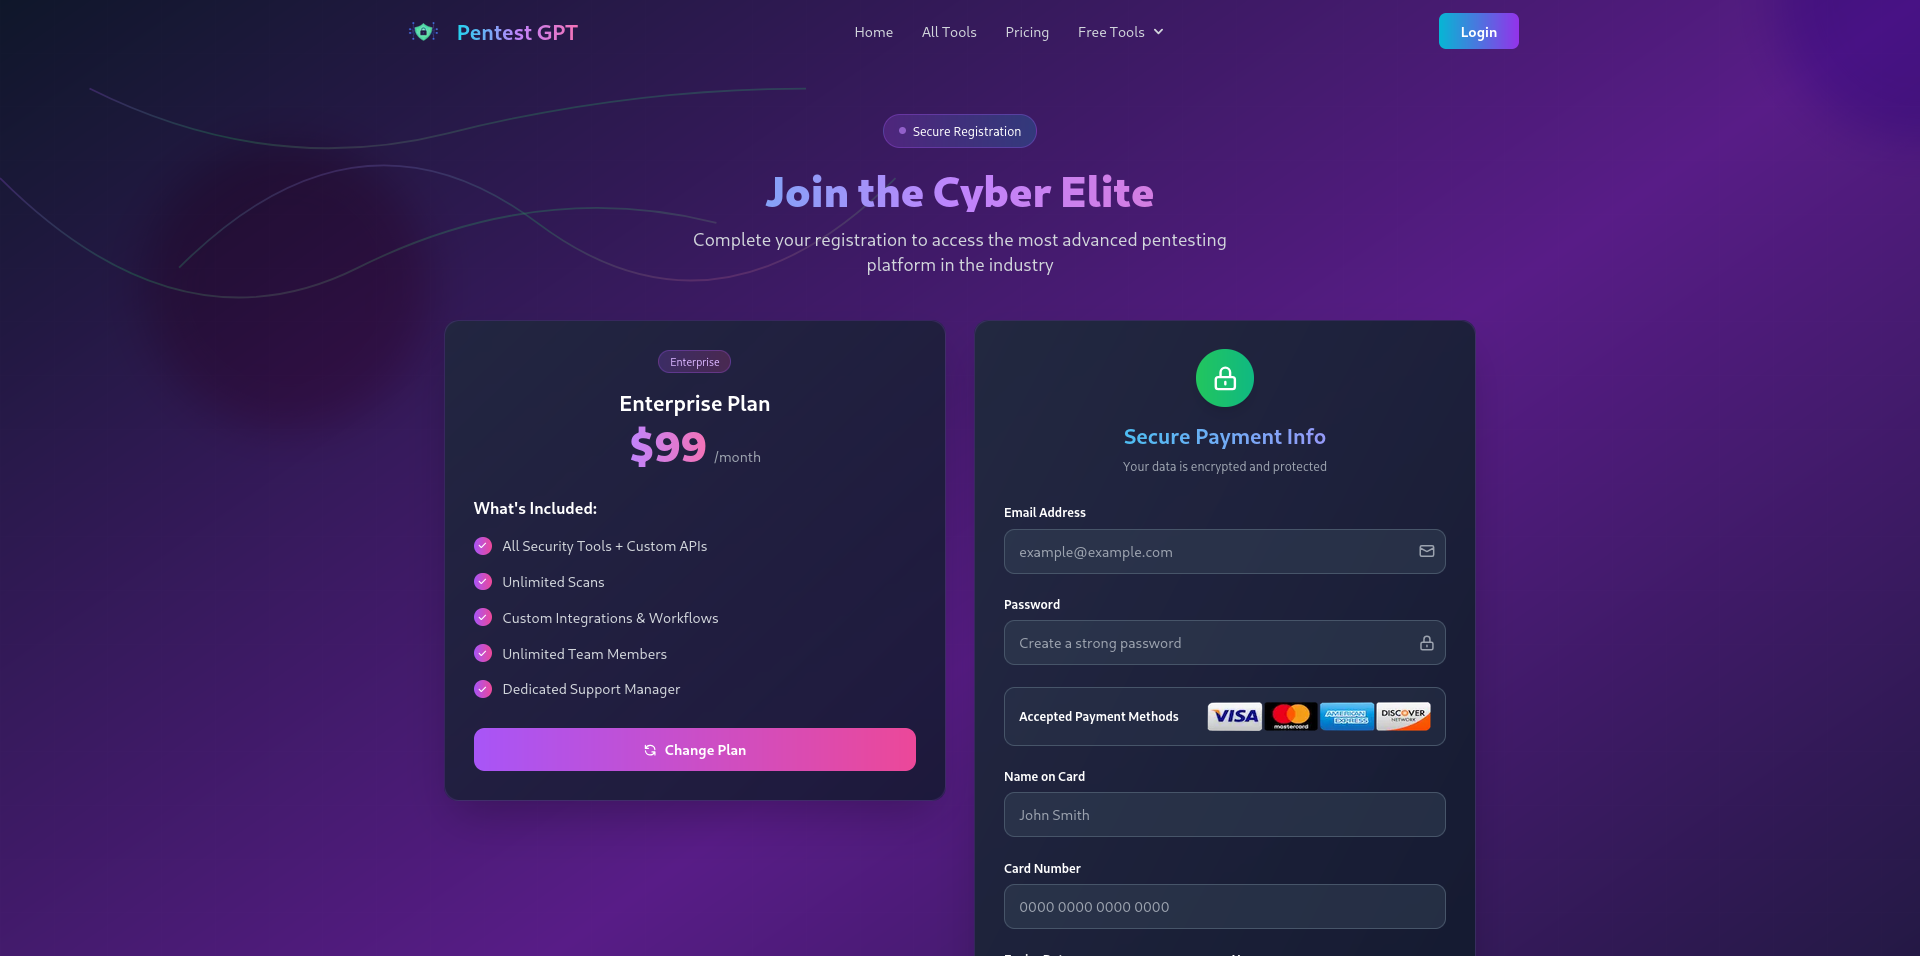 Pentest GPT
Home
All Tools
Pricing
Free Tools
Login
Secure Registration
Join the Cyber Elite
Complete your registration to access the most advanced pentesting
platform in the industry
Enterprise
Enterprise Plan
$99 /month
What's Included:
All Security Tools + Custom APIs
Unlimited Scans
Custom Integrations & Workflows
Unlimited Team Members
Dedicated Support Manager
Change Plan
Secure Payment Info
Your data is encrypted and protected
Email Address
example@example.com
Password
Create a strong password
Accepted Payment Methods
VISA
mastercard
AMERICAN EXPRESS
DISCOVER
NETWORK
Name on Card
John Smith
Card Number
0000 0000 0000 0000